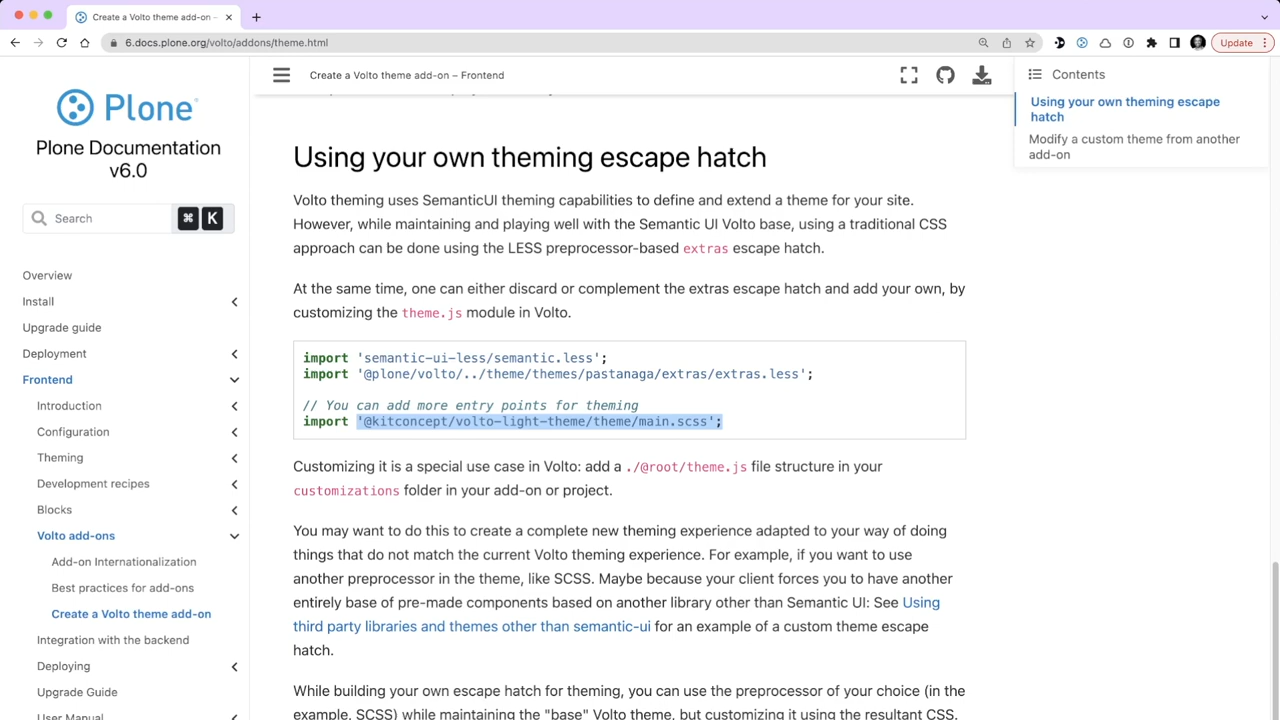 Create a Volto theme add-on –
6.docs.plone.org/volto/addons/theme.html
Update
Plone
Plone Documentation
v6.0
Search
⌘ K
Overview
Install
Upgrade guide
Deployment
Frontend
Introduction
Configuration
Theming
Development recipes
Blocks
Volto add-ons
Add-on Internationalization
Best practices for add-ons
Create a Volto theme add-on
Integration with the backend
Deploying
Upgrade Guide
User Manual
Create a Volto theme add-on – Frontend
Using your own theming escape hatch
Volto theming uses SemanticUI theming capabilities to define and extend a theme for your site.
However, while maintaining and playing well with the Semantic UI Volto base, using a traditional CSS
approach can be done using the LESS preprocessor-based extras escape hatch.
At the same time, one can either discard or complement the extras escape hatch and add your own, by
customizing the theme.js module in Volto.
import 'semantic-ui-less/semantic.less';
import '@plone/volto/../theme/themes/pastanaga/extras/extras.less';
// You can add more entry points for theming
import '@kitconcept/volto-light-theme/theme/main.scss';
Customizing it is a special use case in Volto: add a ./@root/theme.js file structure in your
customizations folder in your add-on or project.
You may want to do this to create a complete new theming experience adapted to your way of doing
things that do not match the current Volto theming experience. For example, if you want to use
another preprocessor in the theme, like SCSS. Maybe because your client forces you to have another
entirely base of pre-made components based on another library other than Semantic UI: See Using
third party libraries and themes other than semantic-ui for an example of a custom theme escape
hatch.
While building your own escape hatch for theming, you can use the preprocessor of your choice (in the
example, SCSS) while maintaining the "base" Volto theme, but customizing it using the resultant CSS.
Contents
Using your own theming escape
hatch
Modify a custom theme from another
add-on